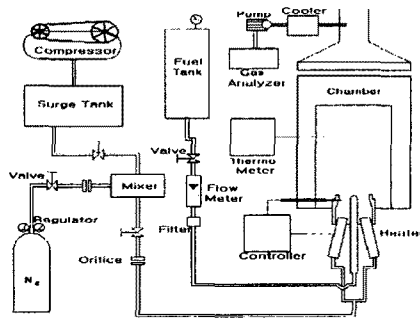 Pump
Cooler
Compressor
Fuel
Tank
Gas
Analyzer
Chamber
Surge Tank
Valve
Thermo
Meter
Valve
Mixer
Flow
Meter
Regulator
Filter
Heater
Controller
Orifice
N₂